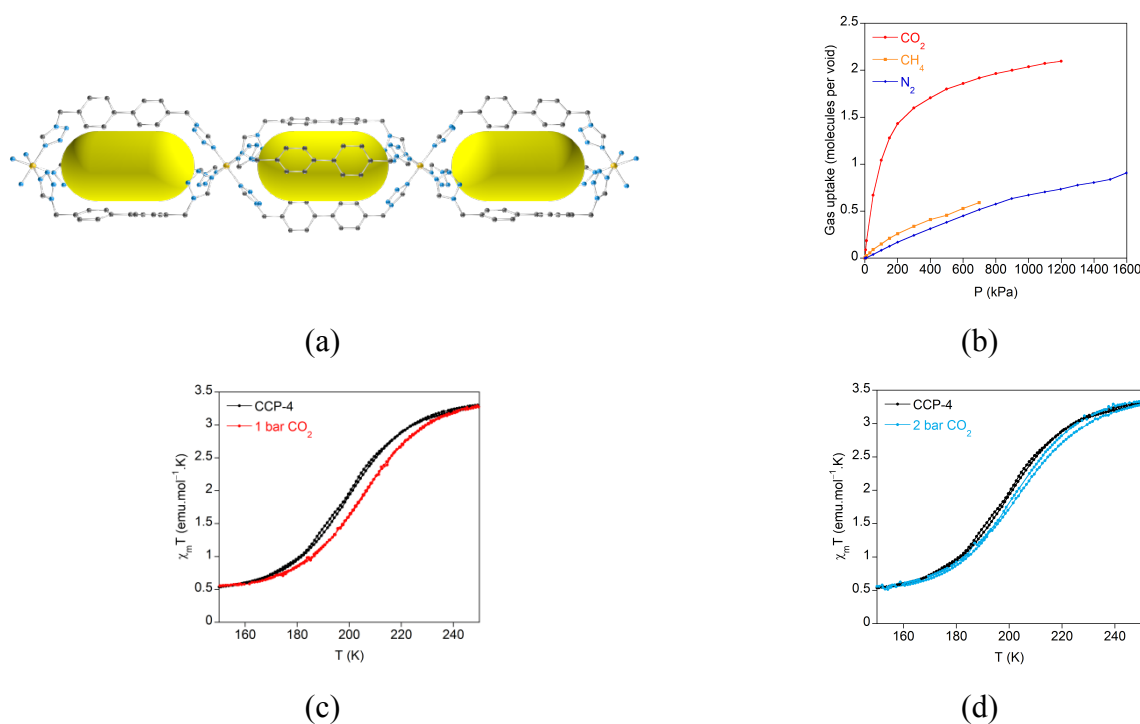 CO2
CH4
N2
Gas uptake (molecules per void)
2.5
2
1.5
1
0.5
0
0 200 400 600 800 1000 1200 1400 1600
P (kPa)
(a)
(b)
CCP-4
1 bar CO2
χmT (emu.mol-1.K)
3.5
3
2.5
2
1.5
1
0.5
0
160 180 200 220 240
T (K)
(c)
CCP-4
2 bar CO2
χmT (emu.mol-1.K)
3.5
3
2.5
2
1.5
1
0.5
0
160 180 200 220 240
T (K)
(d)